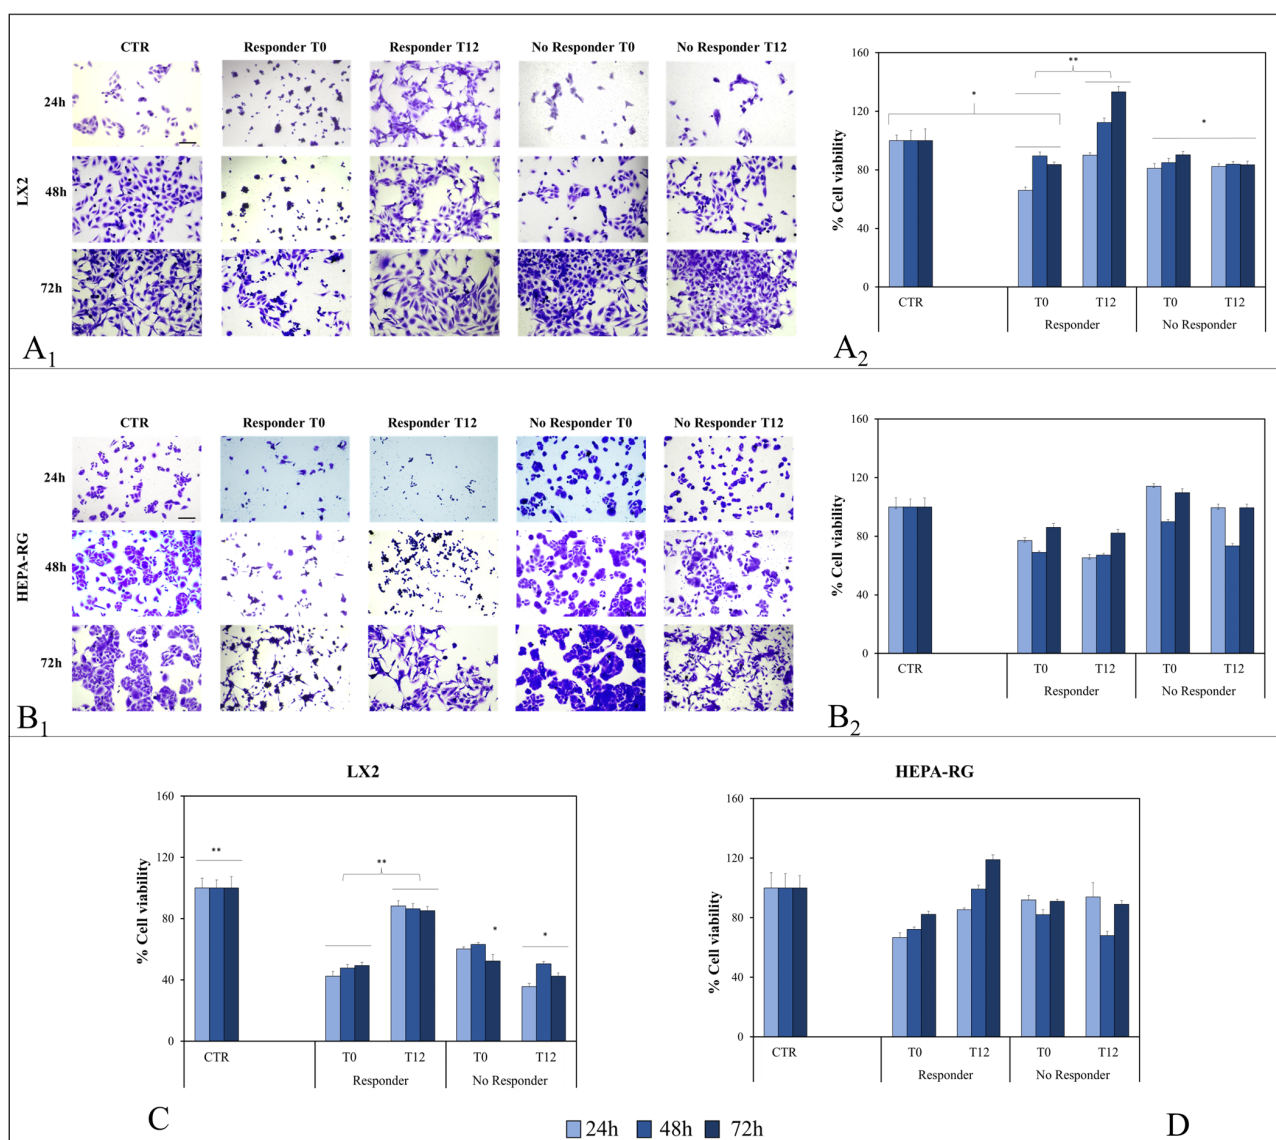 CTR Responder T0 Responder T12 No Responder T0 No Responder T12
24h
48h
72h
LX2
A1
160
120
80
40
0
% Cell viability
*
**
*
CTR T0 T12 T0 T12
Responder No Responder
A2
CTR Responder T0 Responder T12 No Responder T0 No Responder T12
24h
48h
72h
HEPA-RG
B1
160
120
80
40
0
% Cell viability
CTR T0 T12 T0 T12
Responder No Responder
B2
LX2
160
120
80
40
0
% Cell viability
**
**
*
*
CTR T0 T12 T0 T12
Responder No Responder
C
HEPA-RG
160
120
80
40
0
% Cell viability
CTR T0 T12 T0 T12
Responder No Responder
D
24h 48h 72h